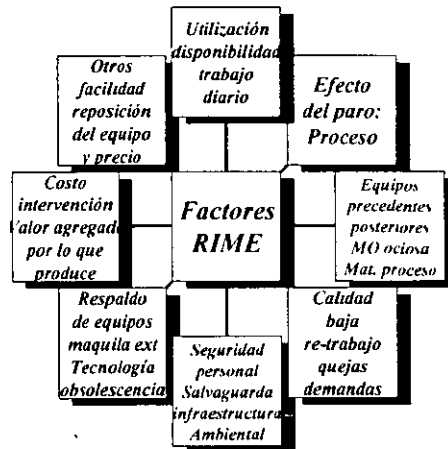 Utilización
disponibilidad
trabajo
diario
Otros
facilidad
reposición
del equipo
y precio
Efecto
del paro:
Proceso
Costo
intervención
Valor agregado
por lo que
produce
Factores
RIME
Equipos
precedentes
posteriores
MO ociosa
Mat. proceso
Respaldo
de equipos
maquila ext
Tecnología
obsolescencia
Seguridad
personal
Salvaguarda
infraestructura
Ambiental
Calidad
baja
re-trabajo
quejas
demandas